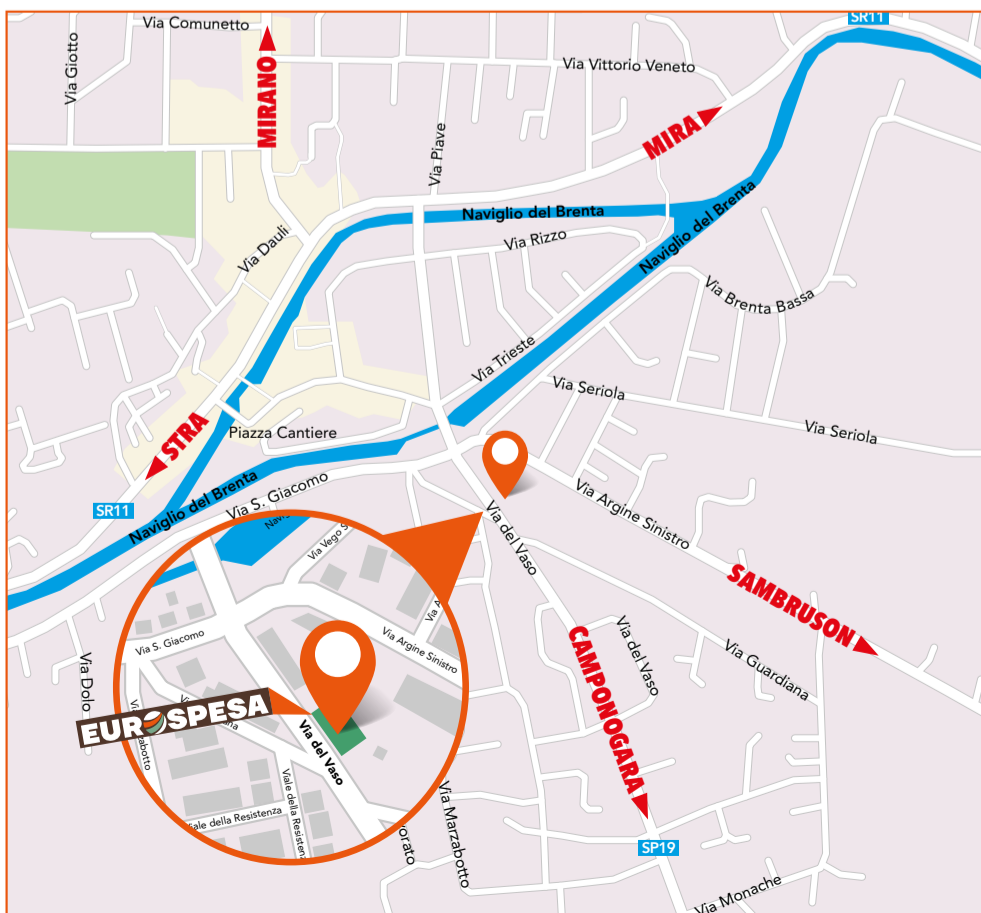 SR11
Via Comunetto
Via Giotto
MIRANO
Via Vittorio Veneto
MIRA
Via Piave
Naviglio del Brenta
Naviglio del Brenta
Via Dauli
Via Rizzo
Via Brenta Bassa
Via Trieste
Via Seriola
Via Seriola
STRA
Piazza Cantiere
Naviglio del Brenta
Via S. Giacomo
SR11
Via Argine Sinistro
Via del Vaso
SAMBRUSON
CAMPONOGARA
Via del Vaso
Via Guardiana
Via Dolo
Via Vego S
Via S. Giacomo
Via Argine Sinistro
EUROSPESA
Via del Vaso
Viale della Resistenza
Viale della Resistenza
Via Marzabotto
SP19
Via Monache